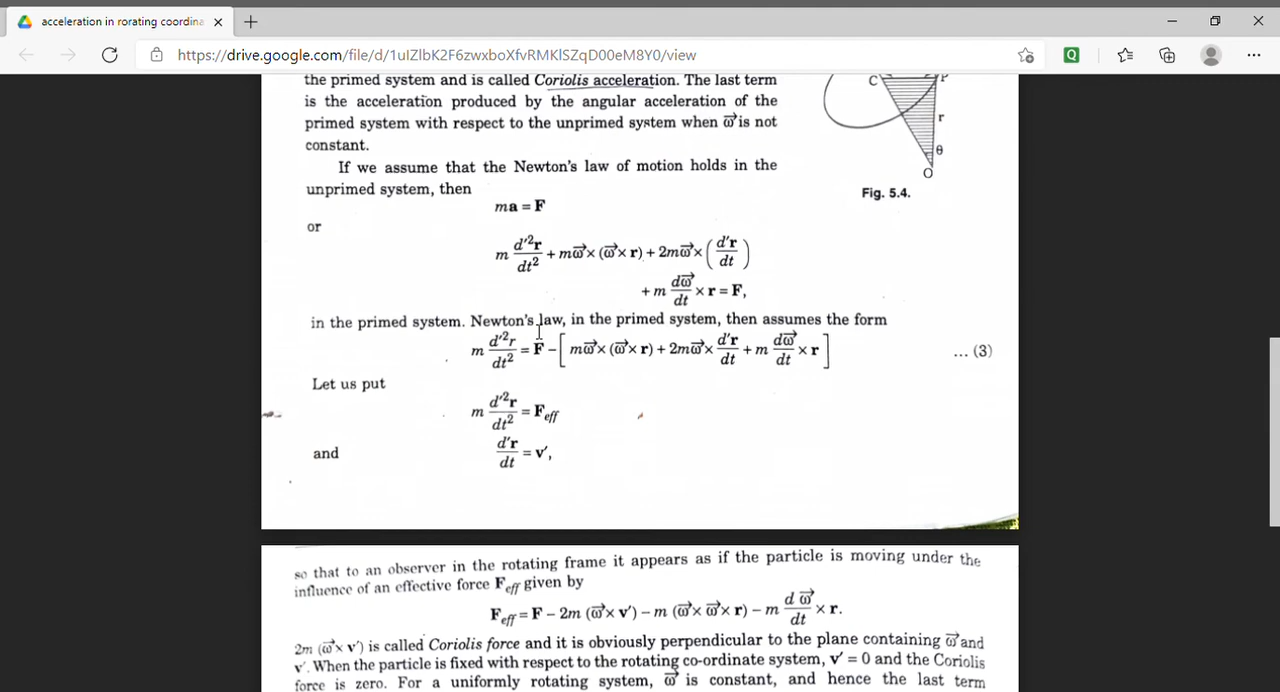 acceleration in rorating coordina
https://drive.google.com/file/d/1uIZlbK2F6zwxboXfvRMKlSZqD00eM8Y0/view
the primed system and is called Coriolis acceleration. The last term
is the acceleration produced by the angular acceleration of the
primed system with respect to the unprimed system when ω⃗ is not
constant.
If we assume that the Newton's law of motion holds in the
unprimed system, then
ma = F
or
m d'²r/dt² + mω⃗ × (ω⃗ × r) + 2mω⃗ × (d'r/dt)
+ m dω⃗/dt × r = F,
C P
r
θ
O
Fig. 5.4.
in the primed system. Newton's law, in the primed system, then assumes the form
m d'²r/dt² = F – [ mω⃗ × (ω⃗ × r) + 2mω⃗ × d'r/dt + m dω⃗/dt × r ] ... (3)
Let us put
m d'²r/dt² = F_eff
and d'r/dt = v',
so that to an observer in the rotating frame it appears as if the particle is moving under the
influence of an effective force F_eff given by
F_eff = F – 2m (ω⃗ × v') – m (ω⃗ × ω⃗ × r) – m d ω⃗/dt × r.
2m (ω⃗ × v') is called Coriolis force and it is obviously perpendicular to the plane containing ω⃗ and
v'. When the particle is fixed with respect to the rotating co-ordinate system, v' = 0 and the Coriolis
force is zero. For a uniformly rotating system, ω⃗ is constant, and hence the last term